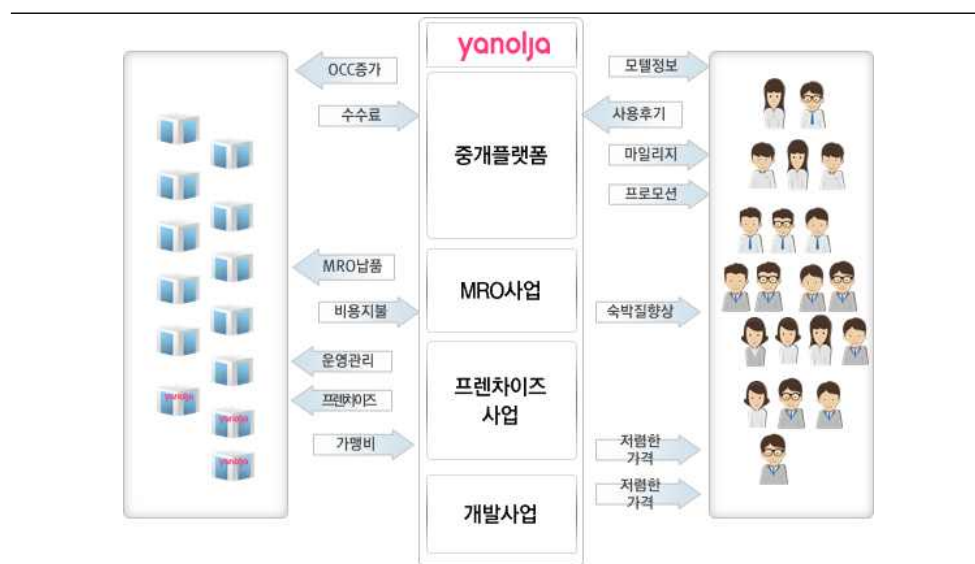 yanolja
OCC증가
수수료
중개플랫폼
모텔정보
사용후기
마일리지
프로모션
MRO납품
비용지불
MRO사업
숙박질향상
운영관리
프렌차이즈
가맹비
프렌차이즈
사업
저렴한
가격
개발사업
저렴한
가격
yanolja
yanolja
yanolja